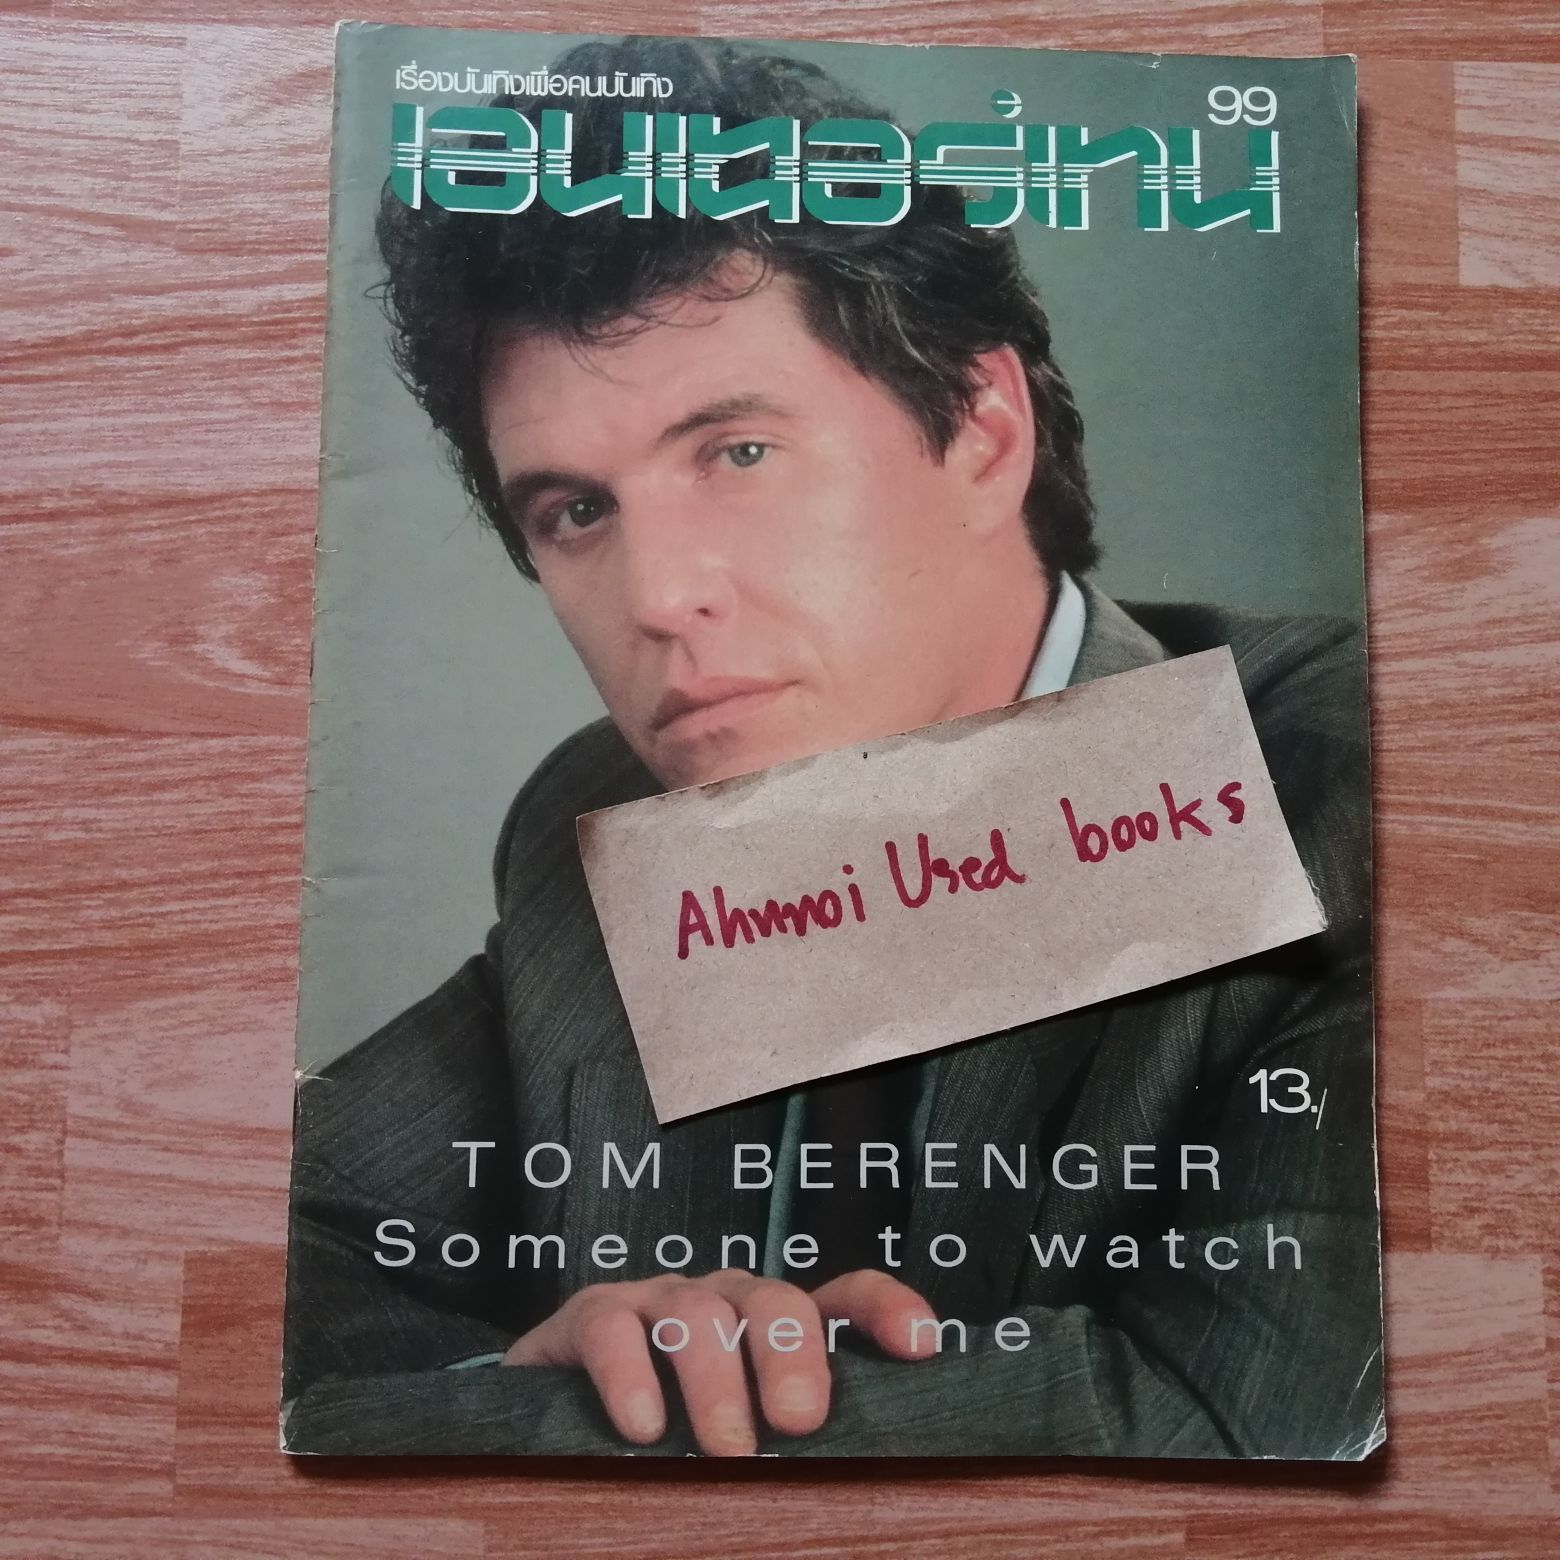 เรื่องบันเทิงเพื่อคนบันเทิง
99
เอนเตอร์เทน
Ahnnoi Used books
13./
TOM BERENGER
Someone to watch
over me